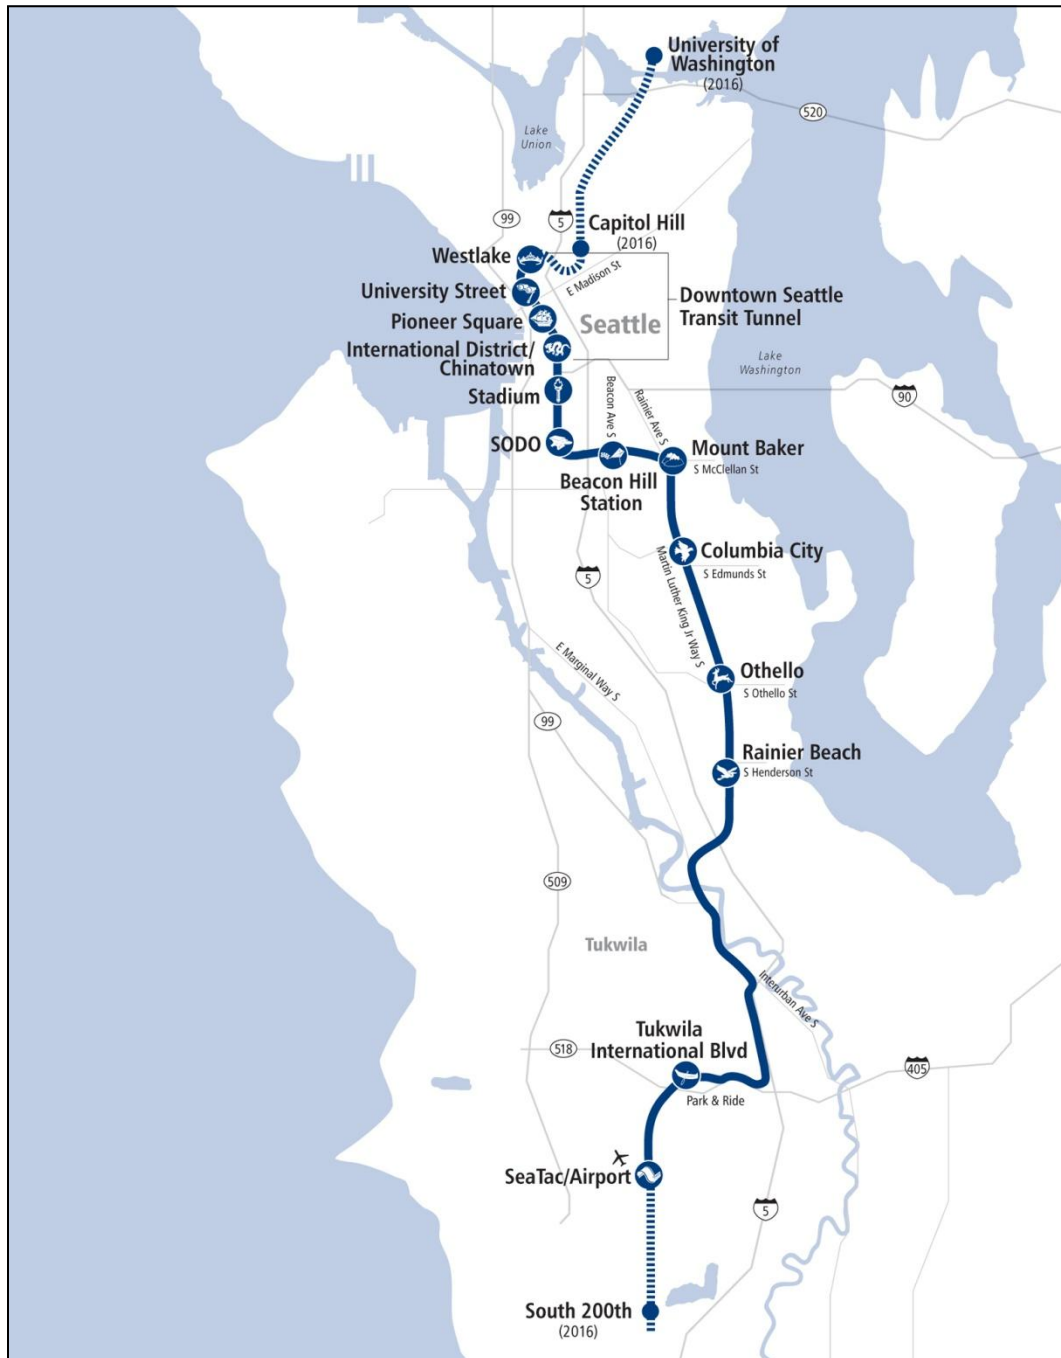 University of
Washington
(2016)
520
Lake
Union
99
5
Capitol Hill
(2016)
Westlake
E Madison St
University Street
Downtown Seattle
Transit Tunnel
Pioneer Square
Seattle
International District/
Chinatown
Lake
Washington
Stadium
90
Beacon Ave S
Rainier Ave S
SODO
Mount Baker
S McClellan St
Beacon Hill
Station
Columbia City
S Edmunds St
5
Martin Luther King Jr Way S
E Marginal Way S
Othello
S Othello St
99
Rainier Beach
S Henderson St
509
Tukwila
Interurban Ave S
Tukwila
International Blvd
518
405
Park & Ride
SeaTac/Airport
5
South 200th
(2016)